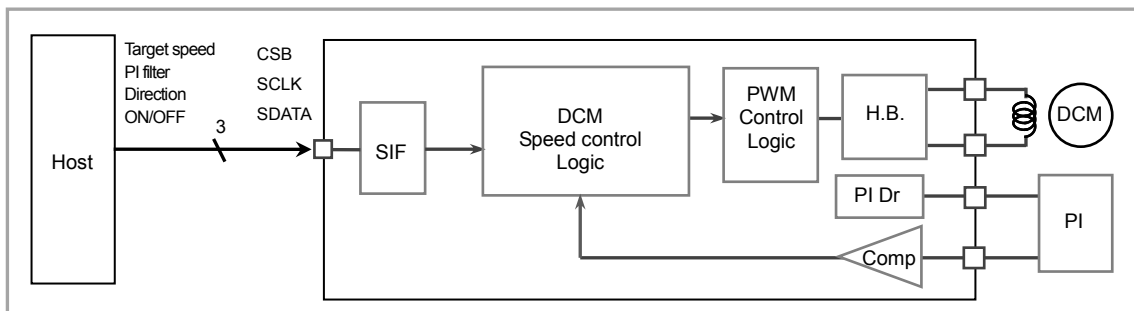 Target speed
PI filter
Direction
ON/OFF
CSB
SCLK
SDATA
3
Host
SIF
DCM
Speed control
Logic
PWM
Control
Logic
H.B.
DCM
PI Dr
PI
Comp